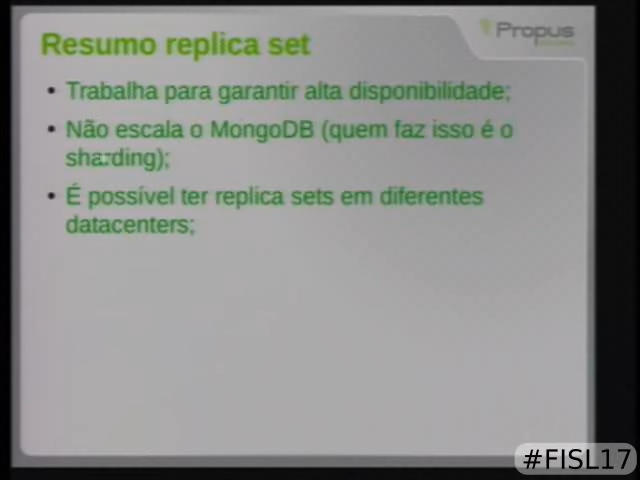 Propus
Resumo replica set
• Trabalha para garantir alta disponibilidade;
• Não escala o MongoDB (quem faz isso é o
sharding);
• É possível ter replica sets em diferentes
datacenters;
#FISL17